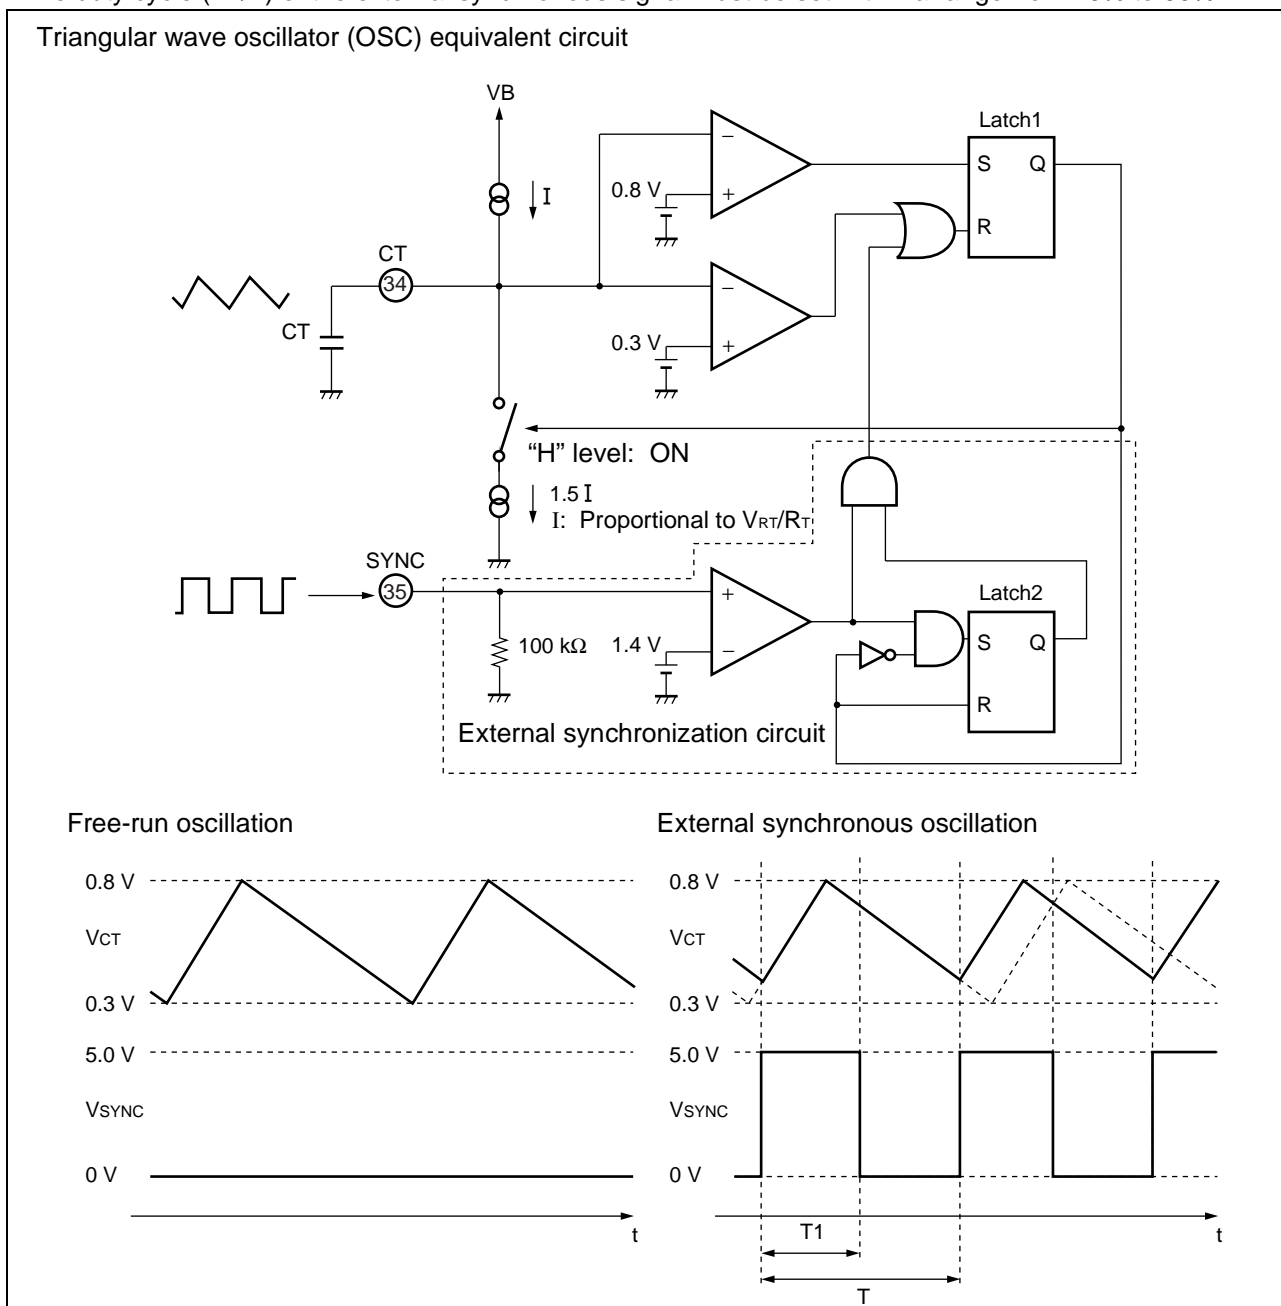 Triangular wave oscillator (OSC) equivalent circuit
VB
Latch1
S Q
R
I
0.8 V
−
+
CT
34
CT
0.3 V
−
+
“H” level: ON
1.5 I
I: Proportional to VRT/RT
SYNC
35
100 kΩ
1.4 V
+
−
Latch2
S Q
R
External synchronization circuit
Free-run oscillation
0.8 V
VCT
0.3 V
5.0 V
VSYNC
0 V
t
External synchronous oscillation
0.8 V
VCT
0.3 V
5.0 V
VSYNC
0 V
t
T1
T